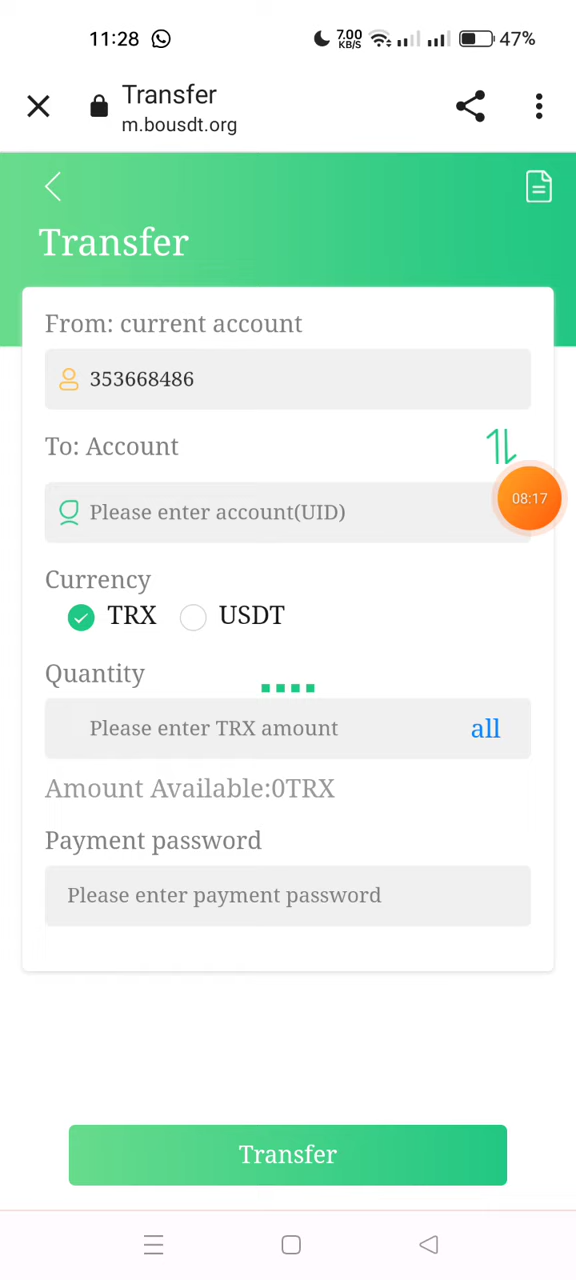 11:28
7.00
KB/S
47%
Transfer
m.bousdt.org
Transfer
From: current account
353668486
To: Account
Please enter account(UID)
08:17
Currency
TRX USDT
Quantity
Please enter TRX amount all
Amount Available:0TRX
Payment password
Please enter payment password
Transfer